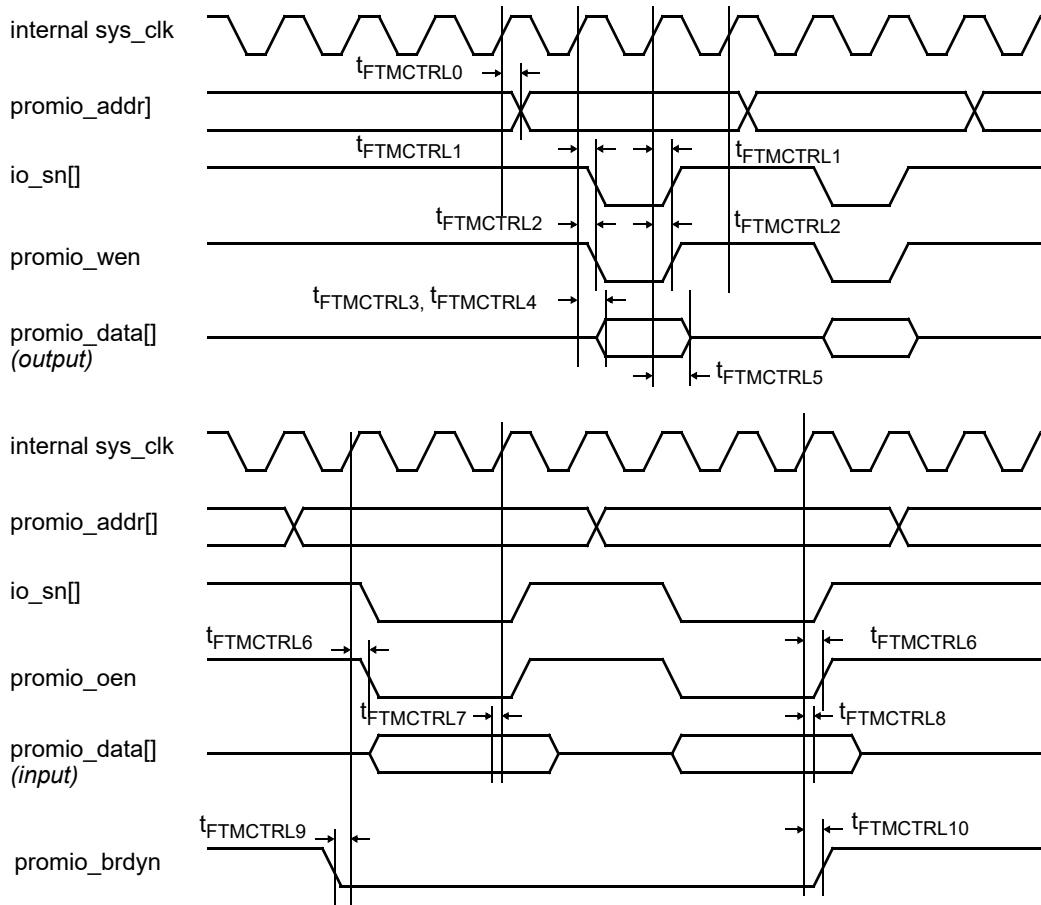 internal sys_clk
tFTMCTRL0
promio_addr]
tFTMCTRL1 tFTMCTRL1
io_sn[]
tFTMCTRL2 tFTMCTRL2
promio_wen
tFTMCTRL3, tFTMCTRL4
promio_data[]
(output)
tFTMCTRL5
internal sys_clk
promio_addr[]
io_sn[]
tFTMCTRL6 tFTMCTRL6
promio_oen
tFTMCTRL7 tFTMCTRL8
promio_data[]
(input)
tFTMCTRL9 tFTMCTRL10
promio_brdyn